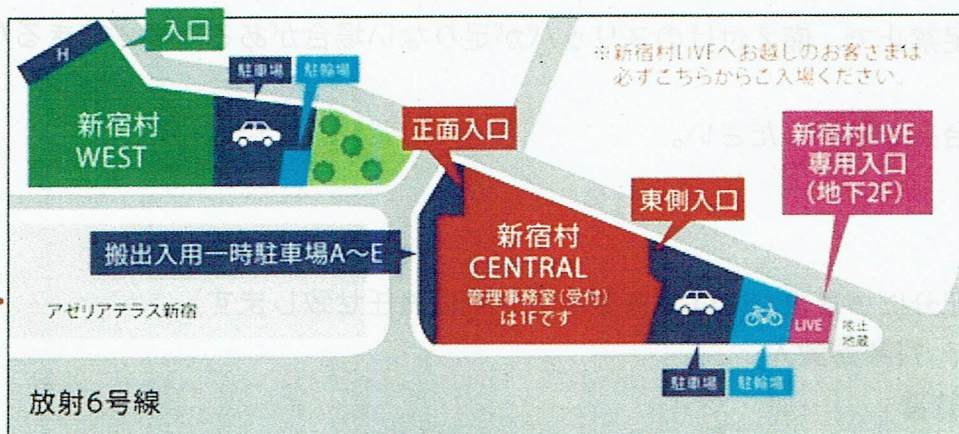 入口
H
駐車場
駐輪場
※新宿村LIVEへお越しのお客さまは
必ずこちらからご入場ください。
新宿村
WEST
正面入口
新宿村LIVE
専用入口
(地下2F)
東側入口
搬出入用一時駐車場A〜E
新宿村
CENTRAL
管理事務室(受付)
は1Fです
アゼリアテラス新宿
LIVE
咳止
地蔵
駐車場
駐輪場
放射6号線